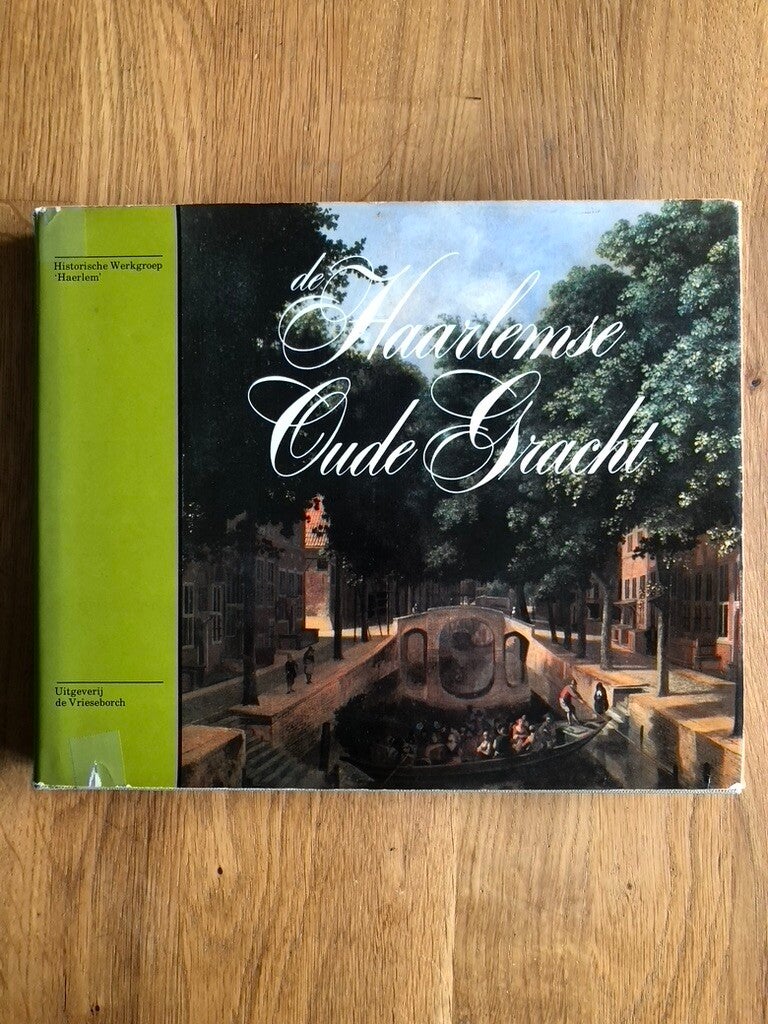 Historische Werkgroep
‘Haerlem’
de
Haarlemse
Oude Gracht
Uitgeverij
de Vrieseborch